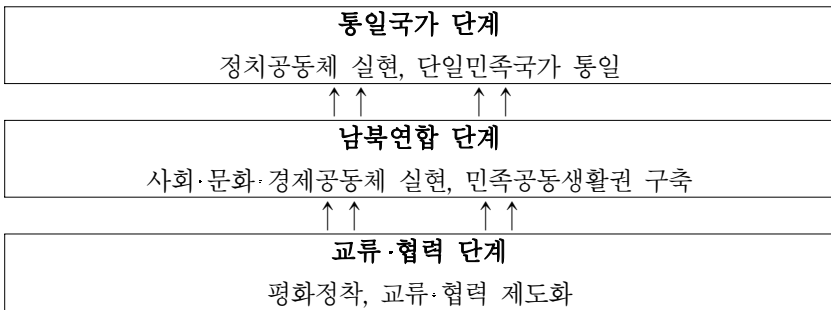 통일국가 단계
정치공동체 실현, 단일민족국가 통일
↑ ↑ ↑ ↑
남북연합 단계
사회·문화·경제공동체 실현, 민족공동생활권 구축
↑ ↑ ↑ ↑
교류·협력 단계
평화정착, 교류·협력 제도화